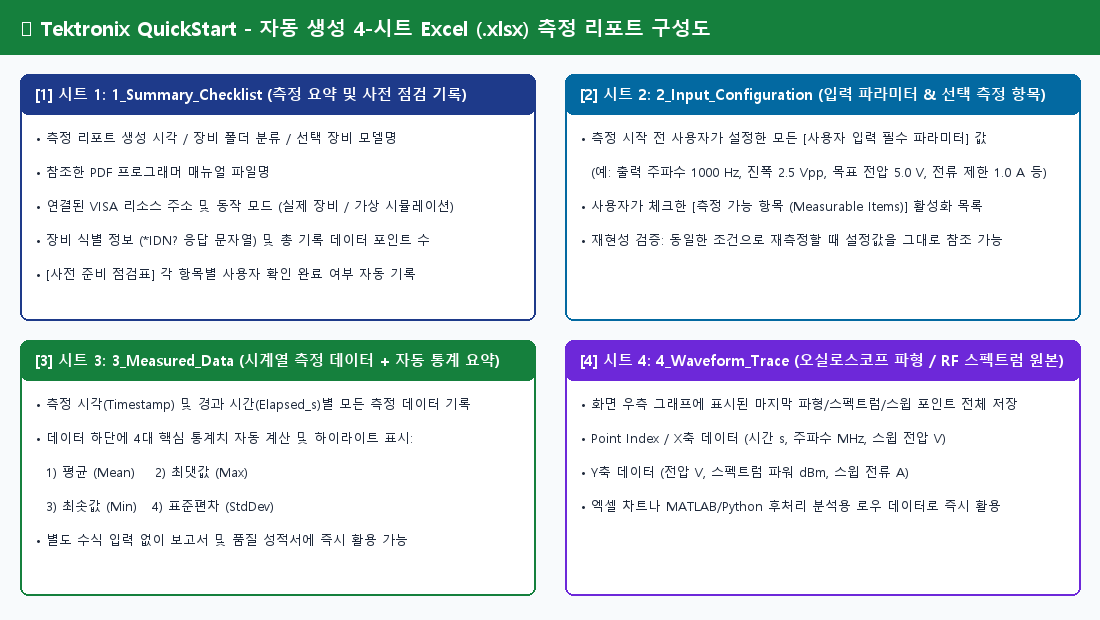 Tektronix QuickStart - 자동 생성 4-시트 Excel (.xlsx) 측정 리포트 구성도
[1] 시트 1: 1_Summary_Checklist (측정 요약 및 사전 점검 기록)
• 측정 리포트 생성 시각 / 장비 폴더 분류 / 선택 장비 모델명
• 참조한 PDF 프로그래머 매뉴얼 파일명
• 연결된 VISA 리소스 주소 및 동작 모드 (실제 장비 / 가상 시뮬레이션)
• 장비 식별 정보 (*IDN? 응답 문자열) 및 총 기록 데이터 포인트 수
• [사전 준비 점검표] 각 항목별 사용자 확인 완료 여부 자동 기록
[2] 시트 2: 2_Input_Configuration (입력 파라미터 & 선택 측정 항목)
• 측정 시작 전 사용자가 설정한 모든 [사용자 입력 필수 파라미터] 값
(예: 출력 주파수 1000 Hz, 진폭 2.5 Vpp, 목표 전압 5.0 V, 전류 제한 1.0 A 등)
• 사용자가 체크한 [측정 가능 항목 (Measurable Items)] 활성화 목록
• 재현성 검증: 동일한 조건으로 재측정할 때 설정값을 그대로 참조 가능
[3] 시트 3: 3_Measured_Data (시계열 측정 데이터 + 자동 통계 요약)
• 측정 시각(Timestamp) 및 경과 시간(Elapsed_s)별 모든 측정 데이터 기록
• 데이터 하단에 4대 핵심 통계치 자동 계산 및 하이라이트 표시:
1) 평균 (Mean) 2) 최댓값 (Max)
3) 최솟값 (Min) 4) 표준편차 (StdDev)
• 별도 수식 입력 없이 보고서 및 품질 성적서에 즉시 활용 가능
[4] 시트 4: 4_Waveform_Trace (오실로스코프 파형 / RF 스펙트럼 원본)
• 화면 우측 그래프에 표시된 마지막 파형/스펙트럼/스윕 포인트 전체 저장
• Point Index / X축 데이터 (시간 s, 주파수 MHz, 스윕 전압 V)
• Y축 데이터 (전압 V, 스펙트럼 파워 dBm, 스윕 전류 A)
• 엑셀 차트나 MATLAB/Python 후처리 분석용 로우 데이터로 즉시 활용